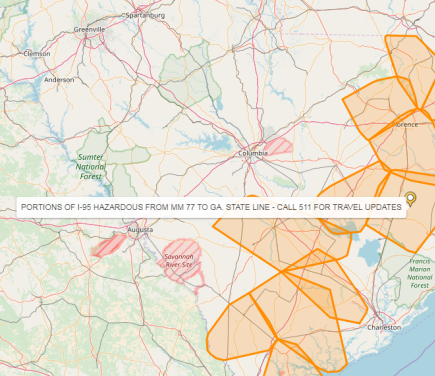 Spartanburg
Greenville
Clemson
Anderson
Florence
Columbia
Sumter
National
Forest
PORTIONS OF I-95 HAZARDOUS FROM MM 77 TO GA. STATE LINE - CALL 511 FOR TRAVEL UPDATES
Augusta
Savannah
River Site
Francis
Marion
National
Forest
Charleston